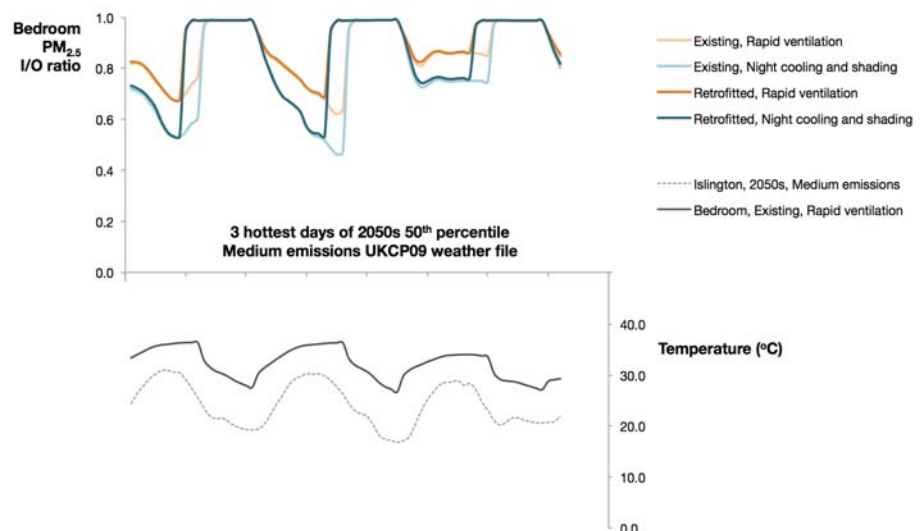 Bedroom
PM2.5
I/O ratio
1.0
0.8
0.6
0.4
0.2
0.0
Existing, Rapid ventilation
Existing, Night cooling and shading
Retrofitted, Rapid ventilation
Retrofitted, Night cooling and shading
Islington, 2050s, Medium emissions
Bedroom, Existing, Rapid ventilation
3 hottest days of 2050s 50th percentile
Medium emissions UKCP09 weather file
40.0
30.0
20.0
10.0
0.0
Temperature (oC)